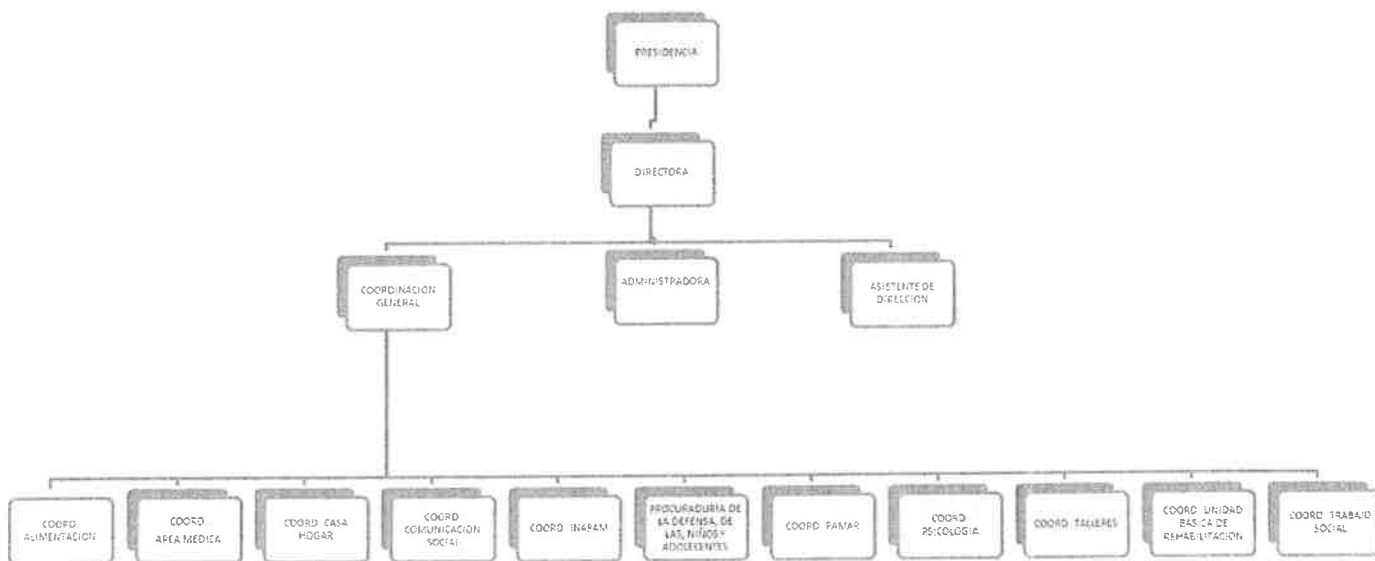 PRESIDENCIA
DIRECTORA
COORDINACION
GENERAL
ADMINISTRADORA
ASISTENTE DE
DIRECCION
COORD.
ALIMENTACION
COORD.
AREA MEDICA
COORD. CASA
HOGAR
COORD
COMUNICACION
SOCIAL
COORD. INAPAM
PROCURADURIA DE
LA DEFENSA, DE
LAS, NIÑOS Y
ADOLECENTES
COORD. PAMAR
COORD
PSICOLOGIA
COORD. TALLERES
COORD. UNIDAD
BASICA DE
REHABILITACION
COORD. TRABAJO
SOCIAL